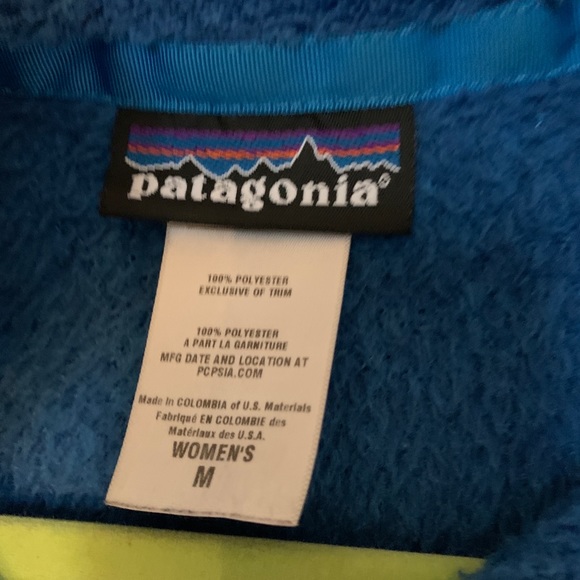 patagonia®
100% POLYESTER
EXCLUSIVE OF TRIM
100% POLYESTER
A PART LA GARNITURE
MFG DATE AND LOCATION AT
PCPSIA.COM
Made in COLOMBIA of U.S. Materials
Fabriqué EN COLOMBIE des
Matériaux des U.S.A.
WOMEN'S
M